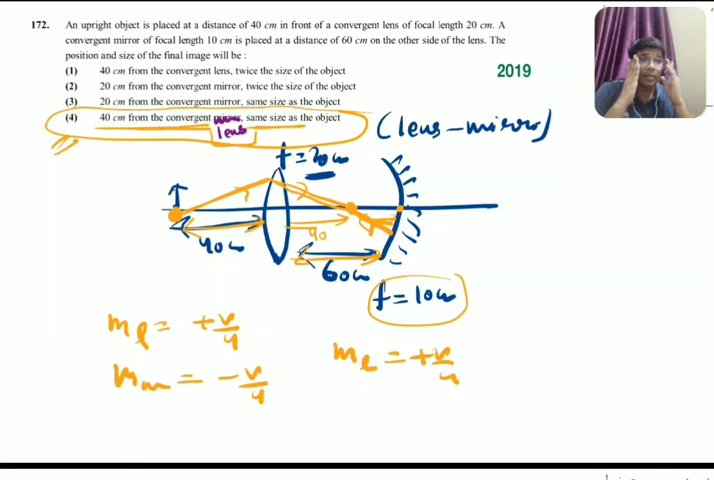 172. An upright object is placed at a distance of 40 cm in front of a convergent lens of focal length 20 cm. A
convergent mirror of focal length 10 cm is placed at a distance of 60 cm on the other side of the lens. The
position and size of the final image will be :
(1) 40 cm from the convergent lens, twice the size of the object
(2) 20 cm from the convergent mirror, twice the size of the object
2019
(3) 20 cm from the convergent mirror, same size as the object
(4) 40 cm from the convergent mirror, same size as the object
lens
(lens-mirror)
f=20cm
40
40cm
60cm
f=10cm